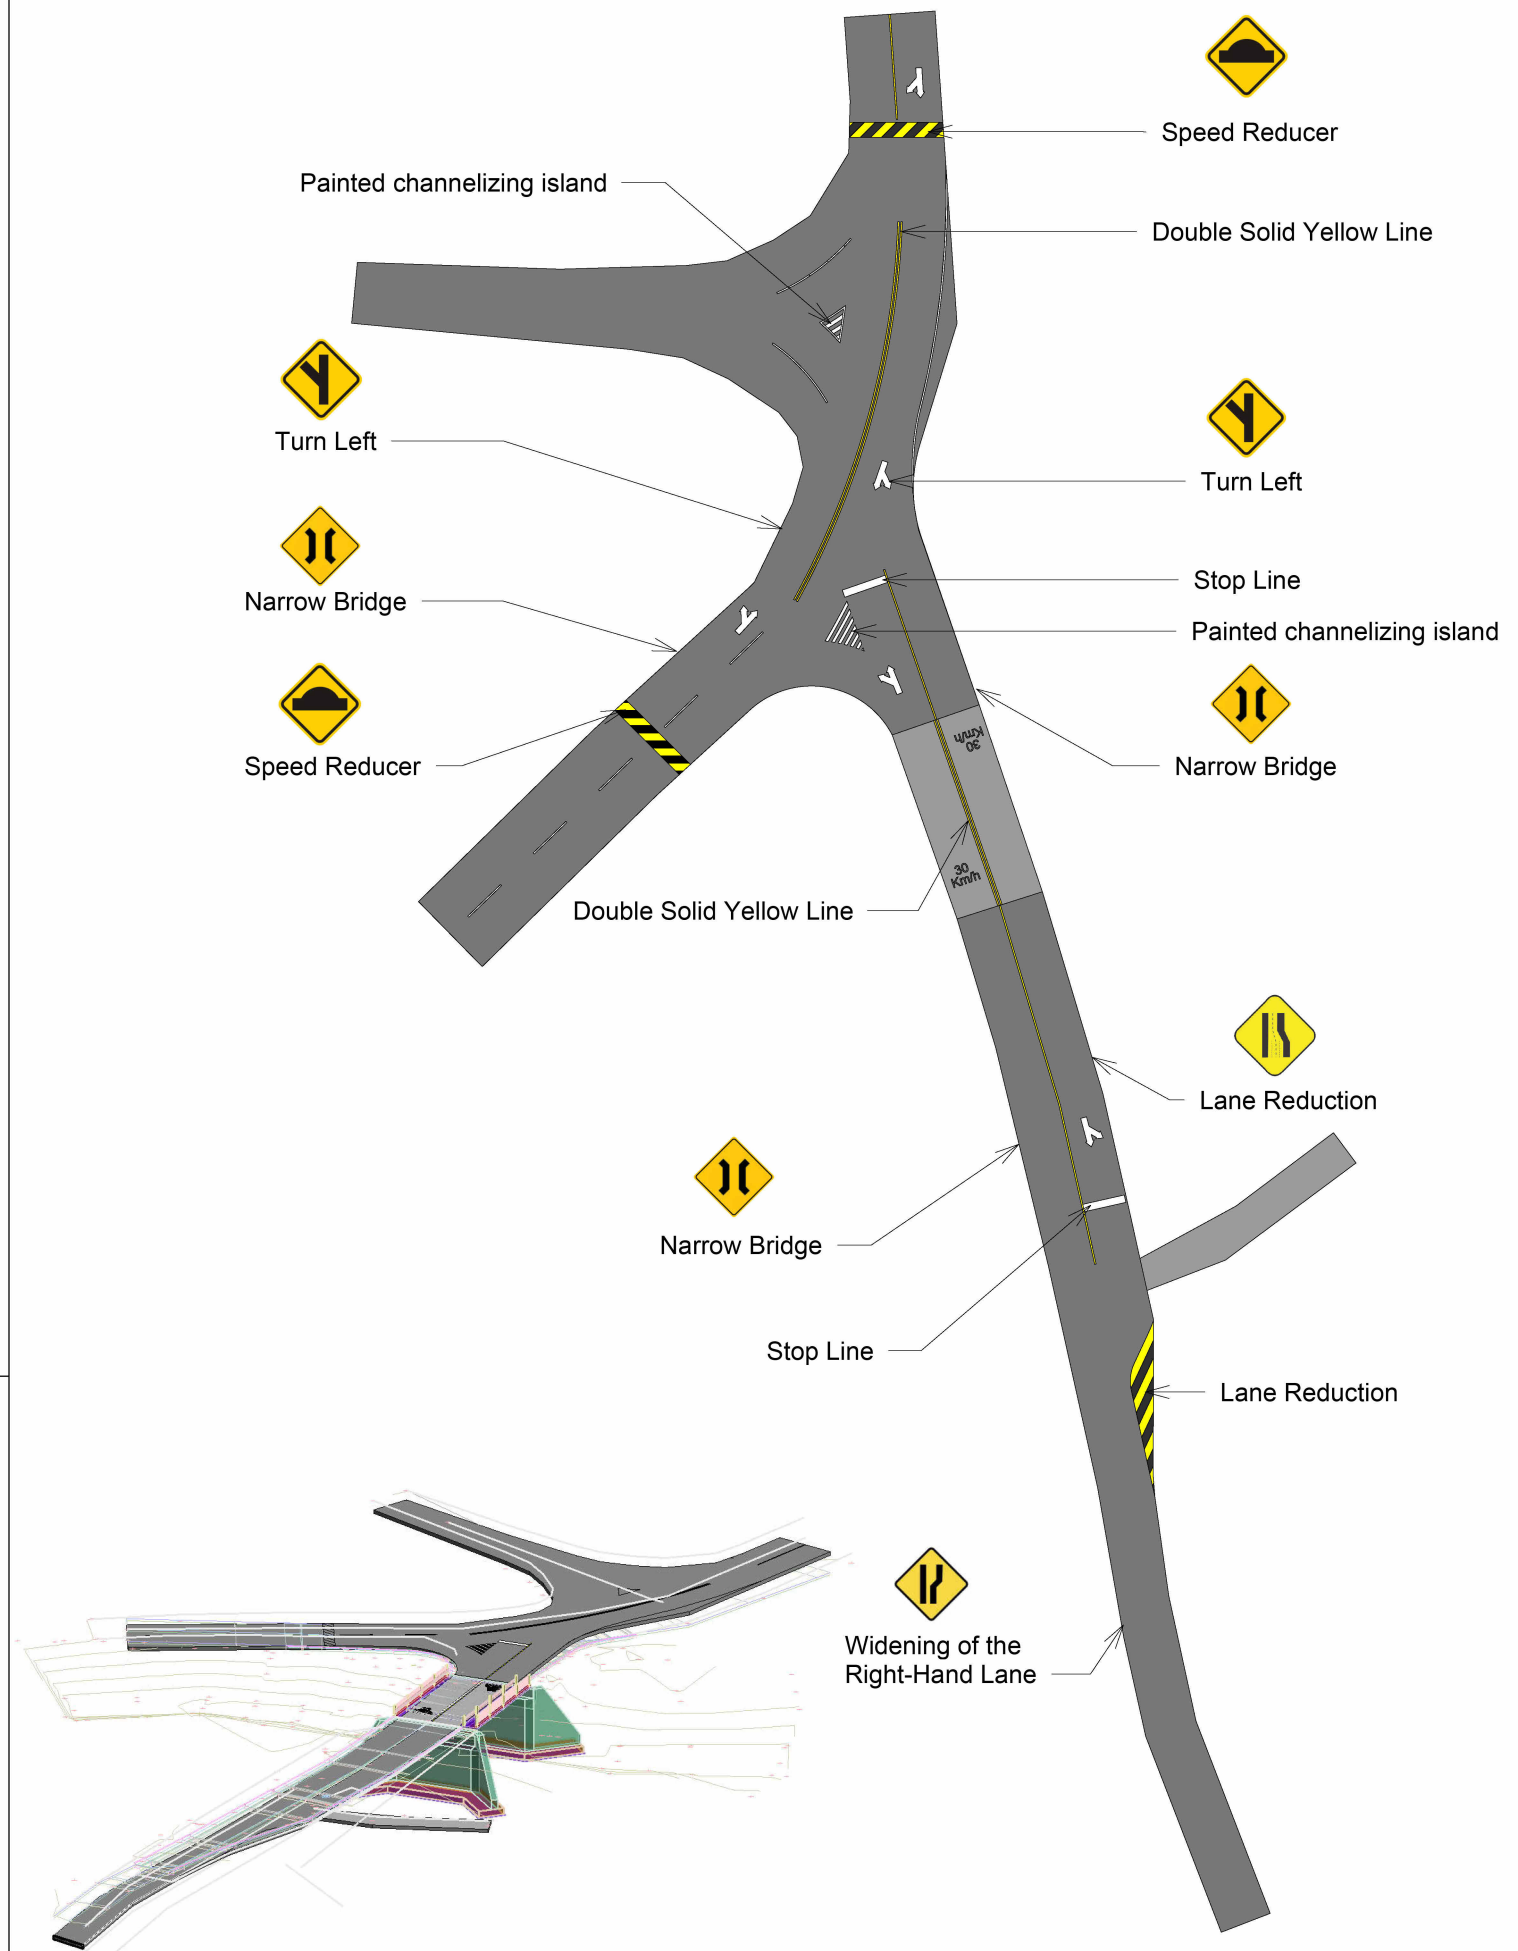 Speed Reducer
Painted channelizing island
Double Solid Yellow Line
Turn Left
Turn Left
Narrow Bridge
Stop Line
Painted channelizing island
Speed Reducer
Narrow Bridge
30
Km/h
30
Km/h
Double Solid Yellow Line
Lane Reduction
Narrow Bridge
Stop Line
Lane Reduction
Widening of the
Right-Hand Lane